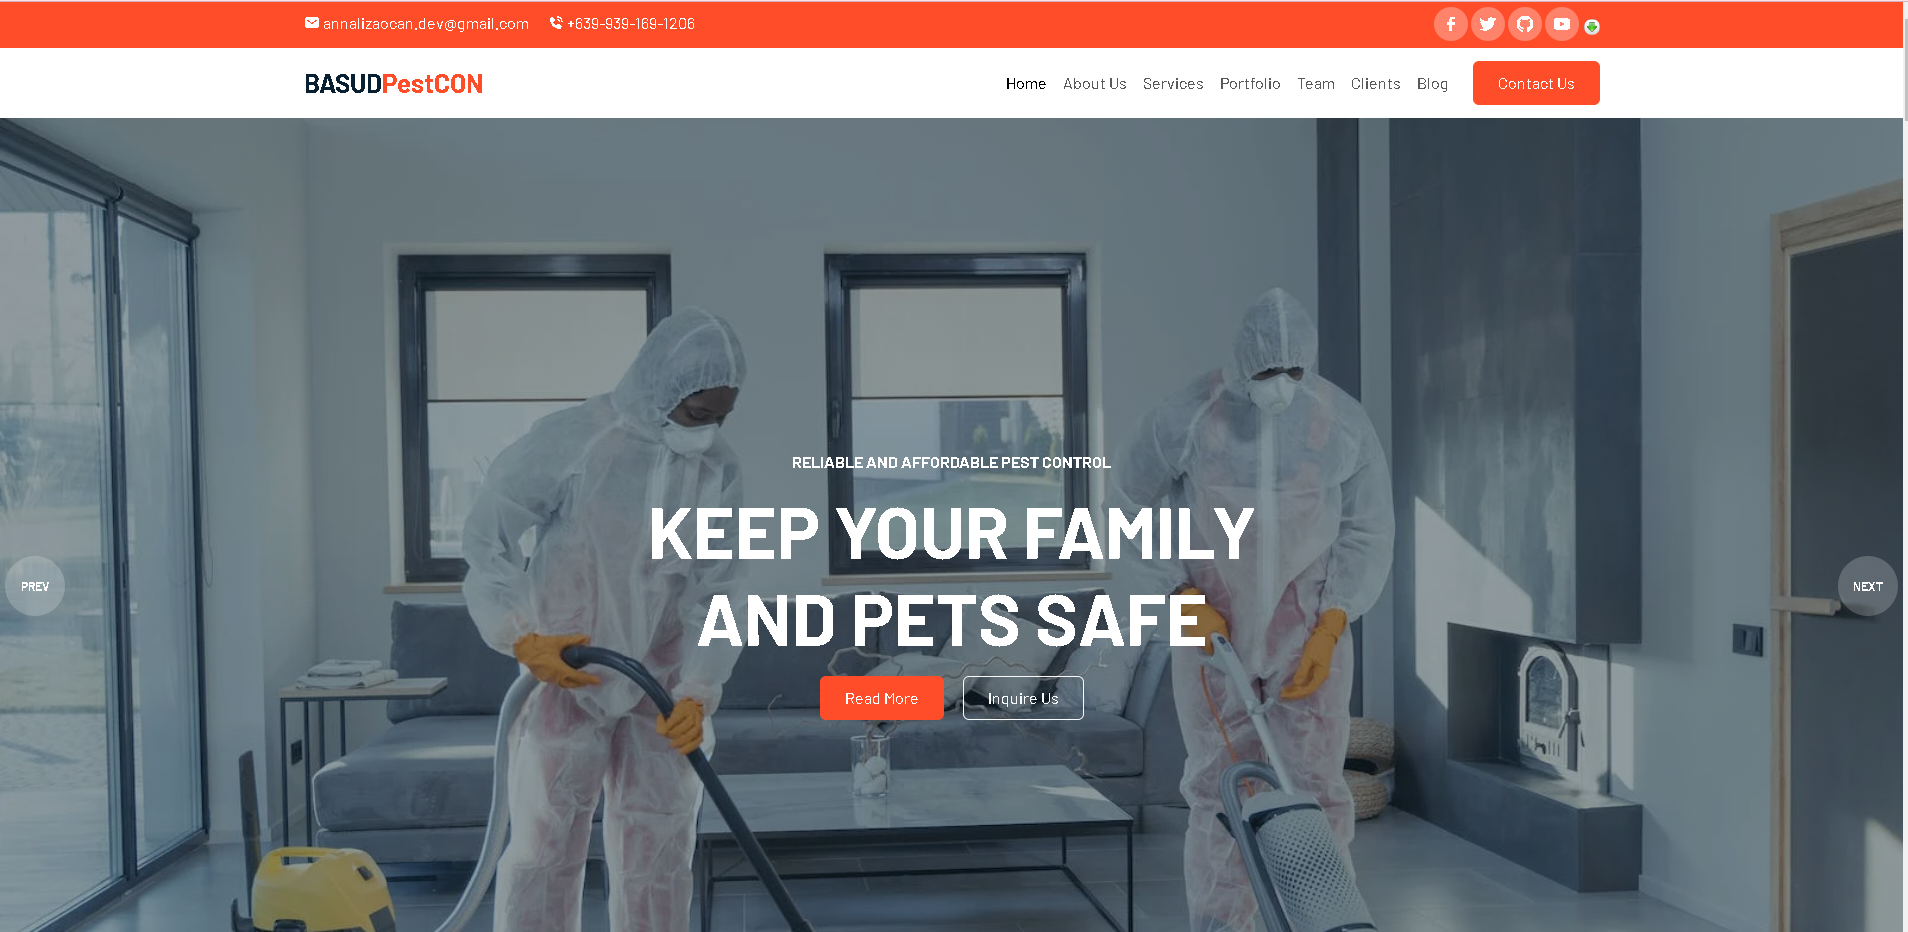 annalizaocan.dev@gmail.com +639-939-169-1206
BASUDPestCON Home About Us Services Portfolio Team Clients Blog Contact Us
RELIABLE AND AFFORDABLE PEST CONTROL
KEEP YOUR FAMILY
AND PETS SAFE
PREV NEXT
Read More Inquire Us